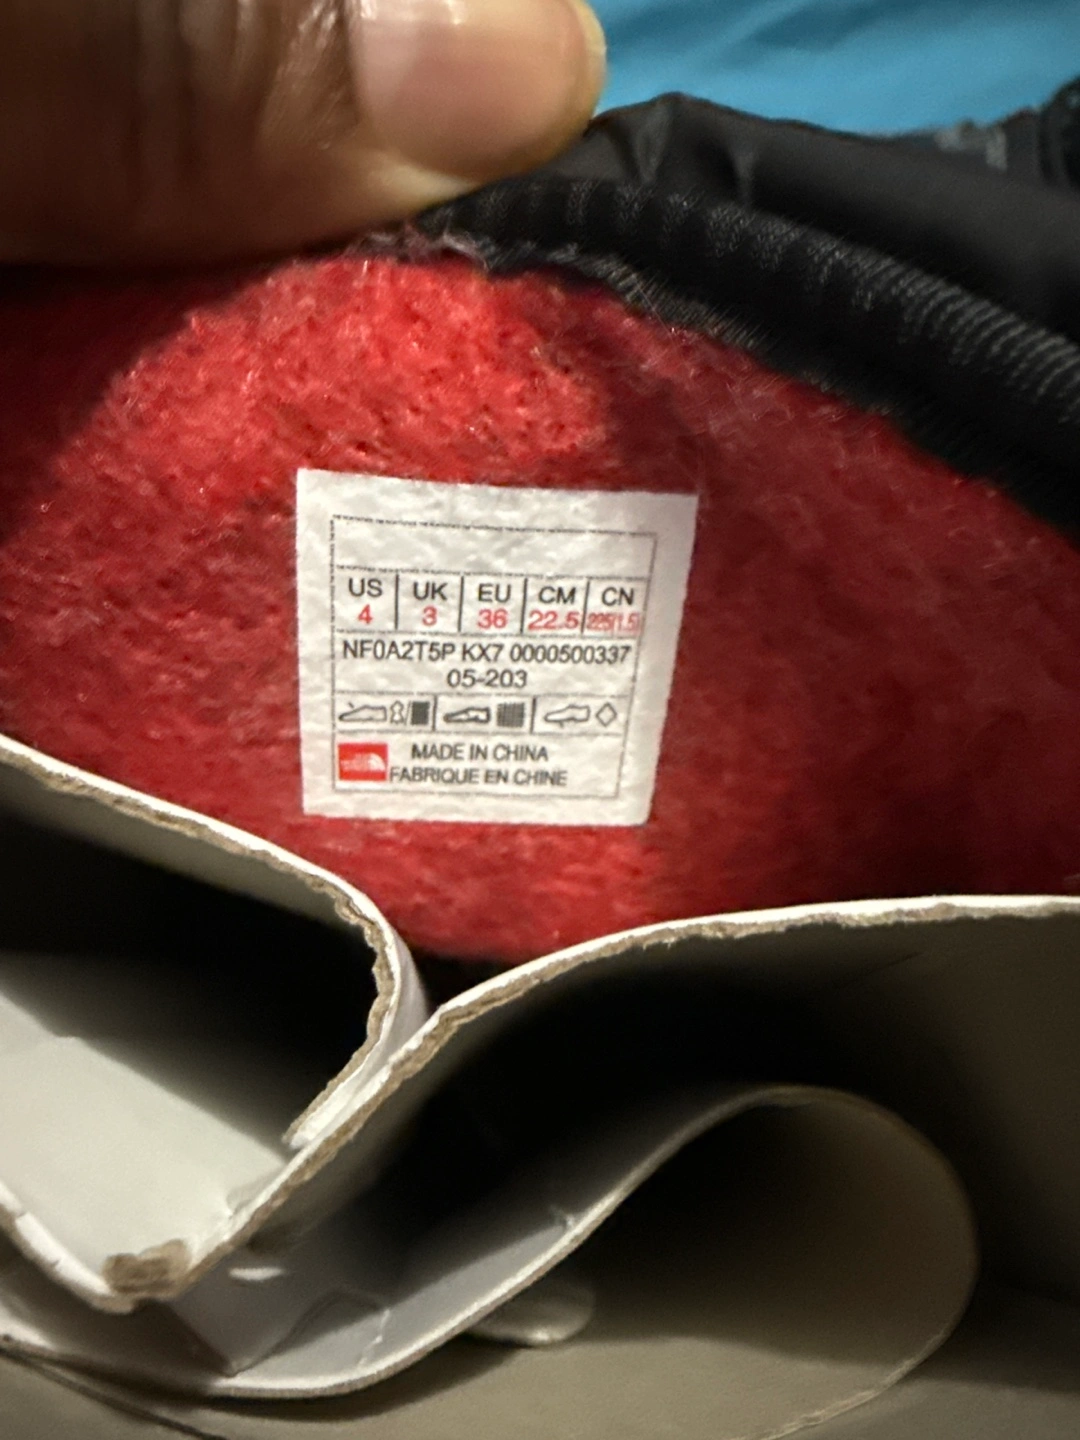 US UK EU CM CN
4 3 36 22.5 225(1.5)
NF0A2T5P KX7 0000500337
05-203
MADE IN CHINA
FABRIQUE EN CHINE